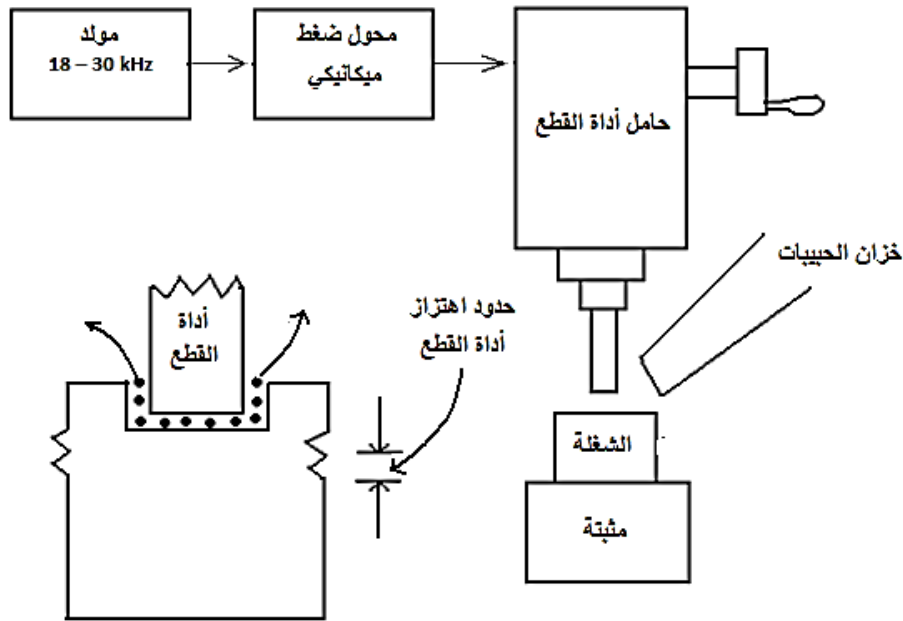 مولد
18 – 30 kHz
محول ضغط
ميكانيكي
حامل أداة القطع
خزان الحبيبات
أداة
القطع
حدود اهتزاز
أداة القطع
الشغلة
مثبتة